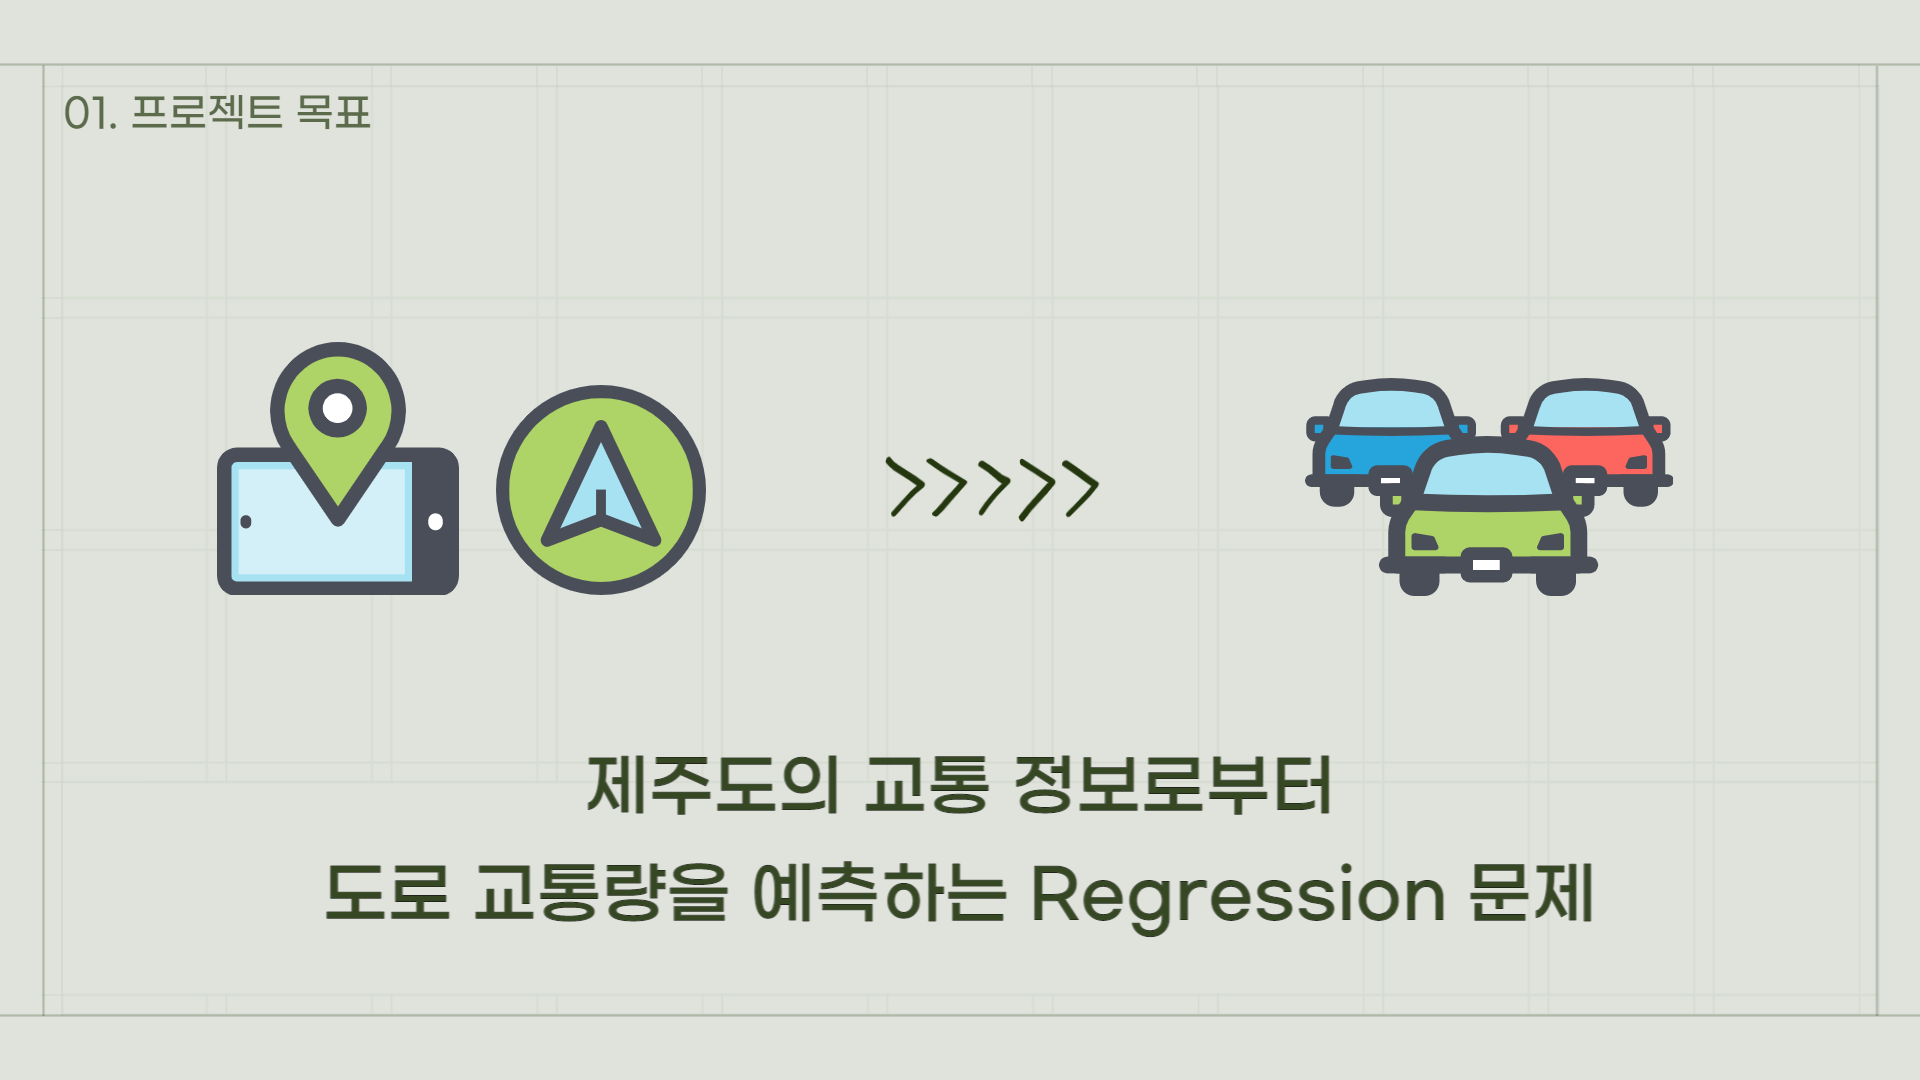 01. 프로젝트 목표
제주도의 교통 정보로부터
도로 교통량을 예측하는 Regression 문제